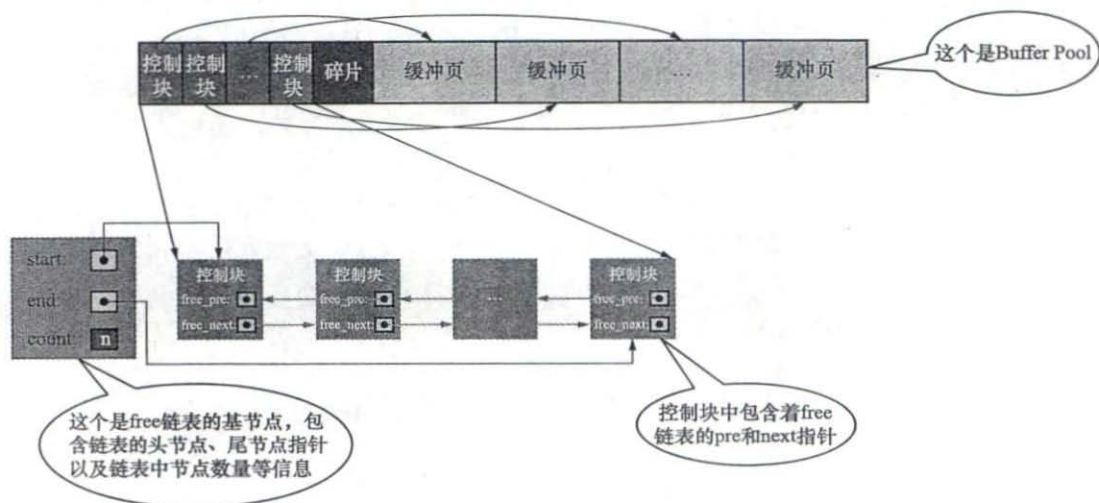 控制块
控制块
...
控制块
碎片
缓冲页
缓冲页
...
缓冲页
这个是Buffer Pool
start:
end:
count:
n
控制块
free_pre:
free_next:
控制块
free_pre:
free_next:
...
控制块
free_pre:
free_next:
这个是free链表的基节点，包
含链表的头节点、尾节点指针
以及链表中节点数量等信息
控制块中包含着free
链表的pre和next指针